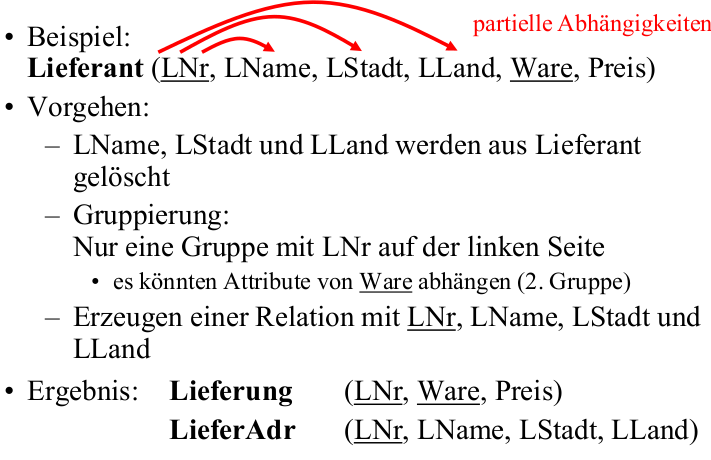 partielle Abhängigkeiten
• Beispiel:
Lieferant (LNr, LName, LStadt, LLand, Ware, Preis)
• Vorgehen:
– LName, LStadt und LLand werden aus Lieferant
gelöscht
– Gruppierung:
Nur eine Gruppe mit LNr auf der linken Seite
• es könnten Attribute von Ware abhängen (2. Gruppe)
– Erzeugen einer Relation mit LNr, LName, LStadt und
LLand
• Ergebnis: Lieferung (LNr, Ware, Preis)
LieferAdr (LNr, LName, LStadt, LLand)